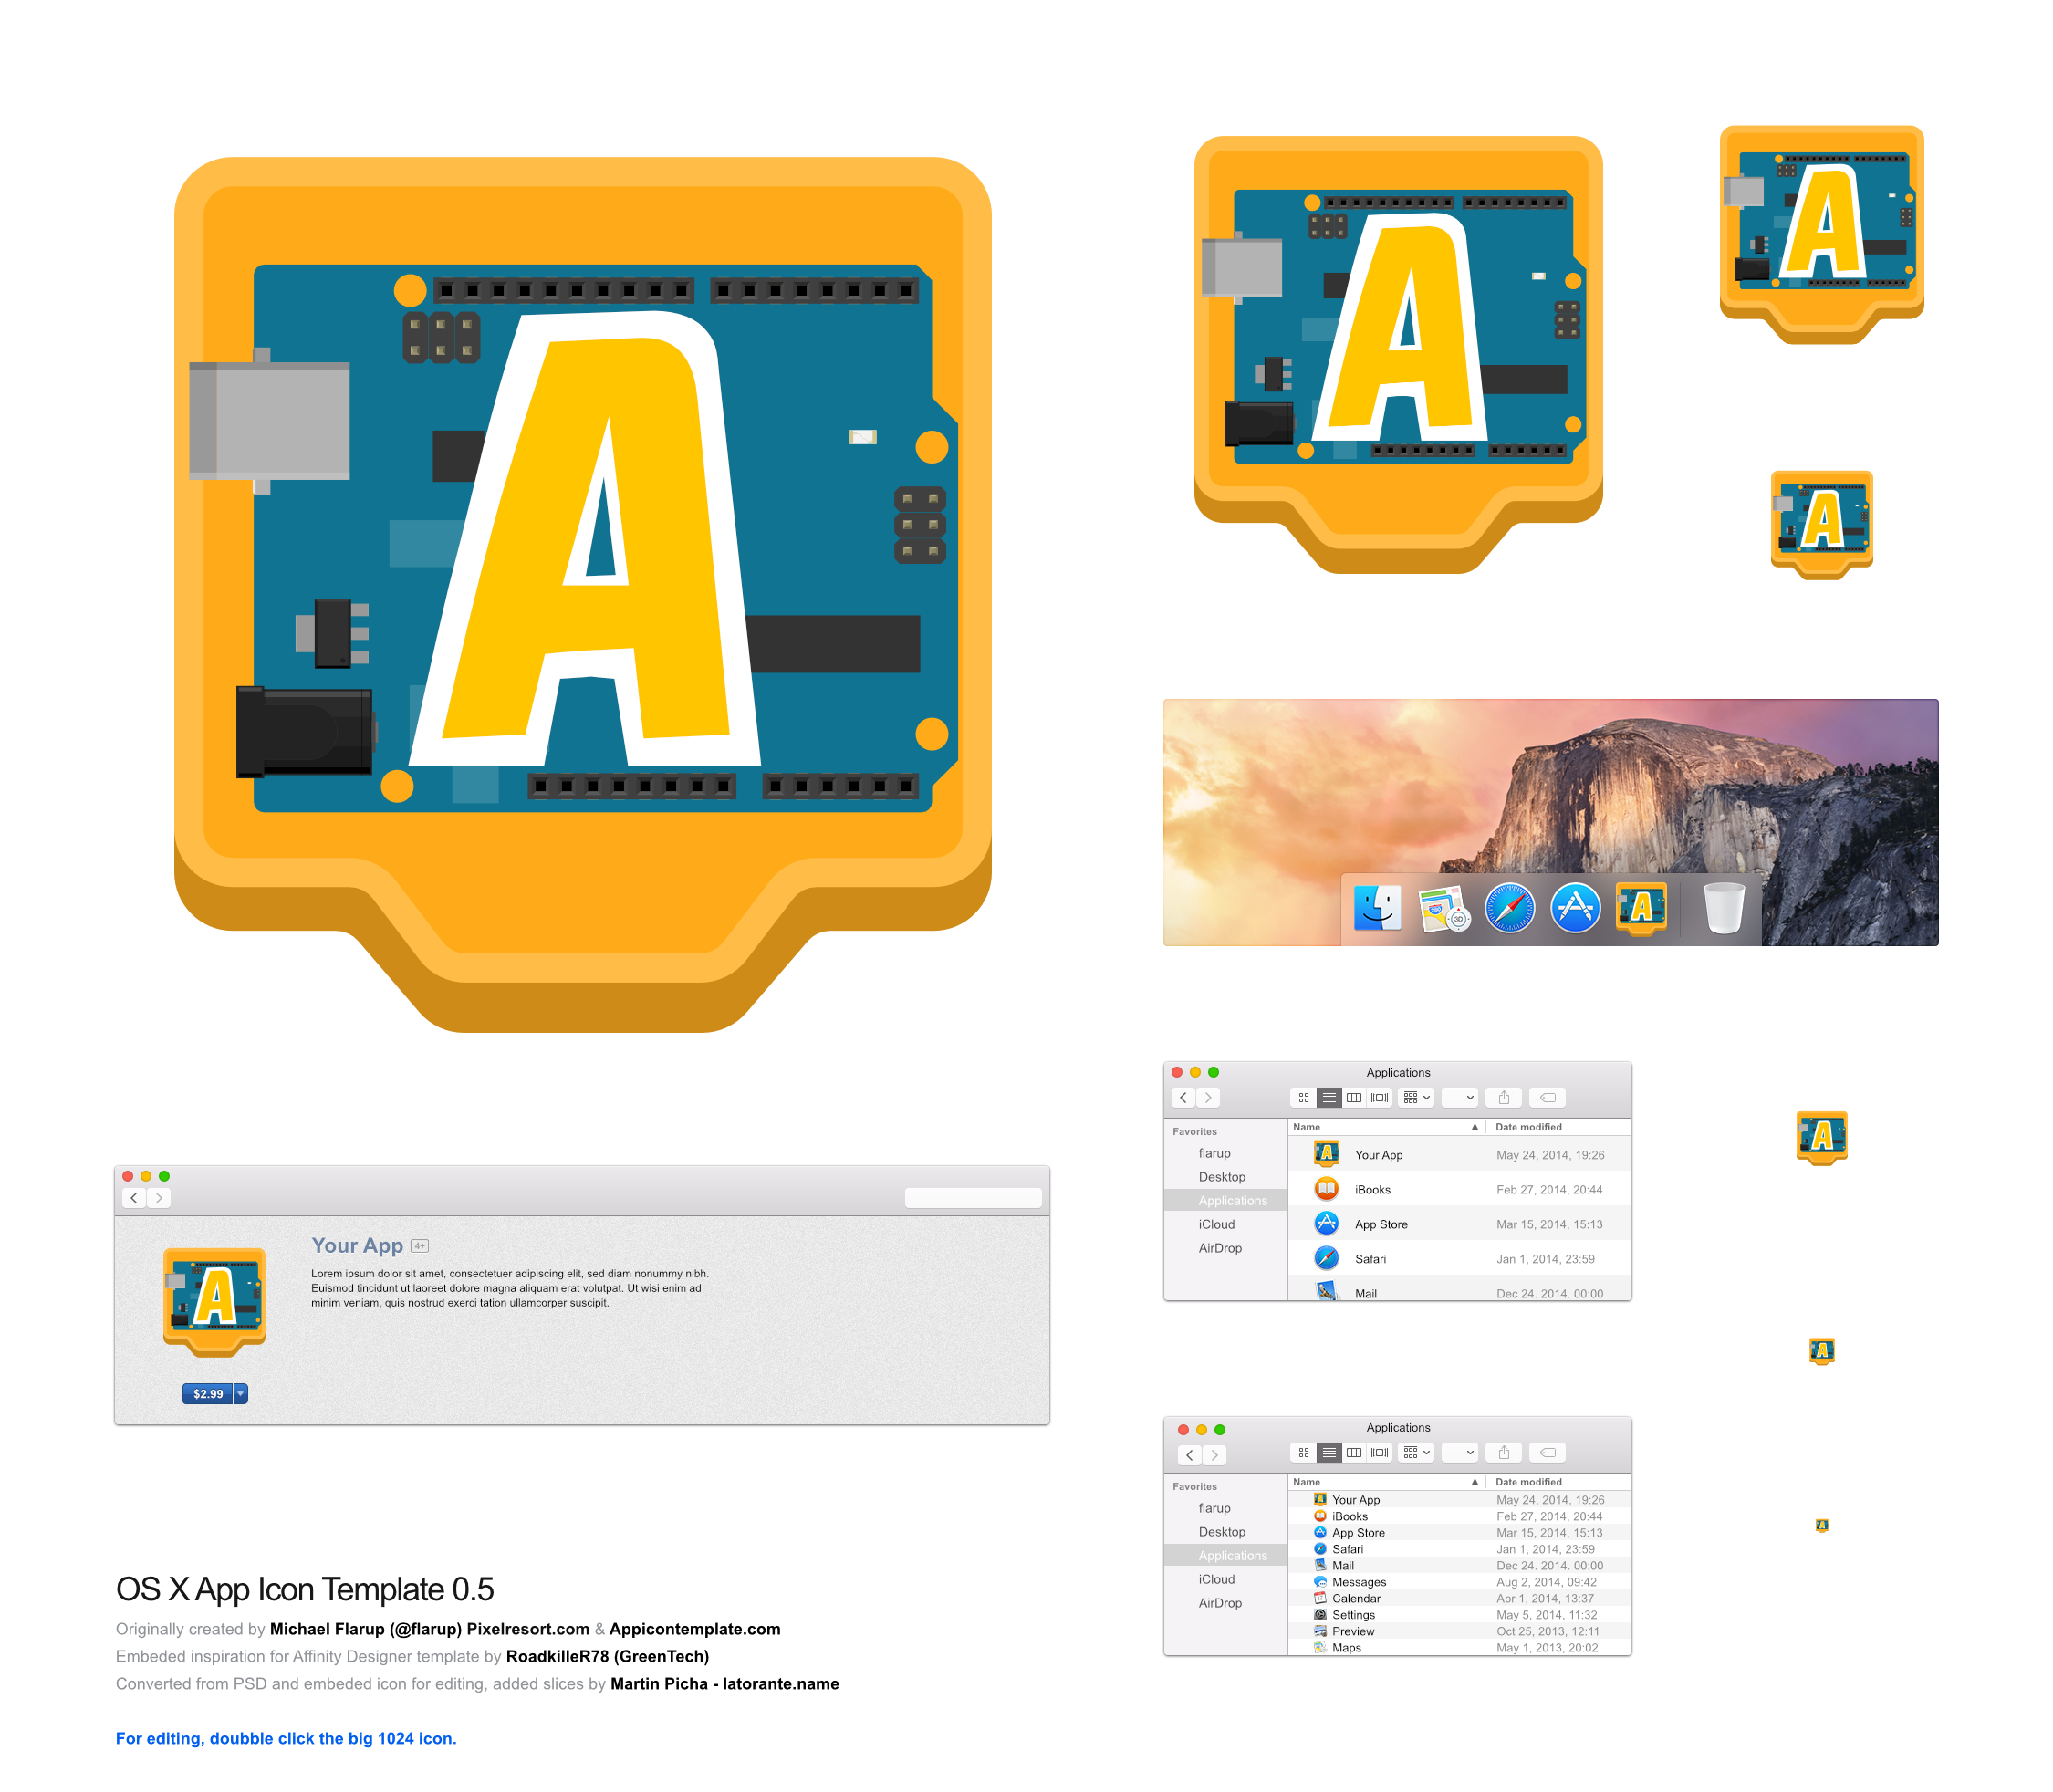 A
A
A
A
3D
A
Applications
Favorites
Name
Date modified
flarup
Desktop
Applications
iCloud
AirDrop
A Your App May 24, 2014, 19:26
iBooks Feb 27, 2014, 20:44
App Store Mar 15, 2014, 15:13
Safari Jan 1, 2014, 23:59
Mail Dec 24. 2014. 00:00
A
A
Your App 4+
Lorem ipsum dolor sit amet, consectetuer adipiscing elit, sed diam nonummy nibh.
Euismod tincidunt ut laoreet dolore magna aliquam erat volutpat. Ut wisi enim ad
minim veniam, quis nostrud exerci tation ullamcorper suscipit.
A
$2.99
Applications
Favorites
Name
Date modified
flarup
Desktop
Applications
iCloud
AirDrop
Your App May 24, 2014, 19:26
iBooks Feb 27, 2014, 20:44
App Store Mar 15, 2014, 15:13
Safari Jan 1, 2014, 23:59
Mail Dec 24. 2014. 00:00
Messages Aug 2, 2014, 09:42
Calendar Apr 1, 2014, 13:37
Settings May 5, 2014, 11:32
Preview Oct 25, 2013, 12:11
Maps May 1, 2013, 20:02
A
OS X App Icon Template 0.5
Originally created by Michael Flarup (@flarup) Pixelresort.com & Appicontemplate.com
Embeded inspiration for Affinity Designer template by RoadkilleR78 (GreenTech)
Converted from PSD and embeded icon for editing, added slices by Martin Picha - latorante.name
For editing, doubble click the big 1024 icon.